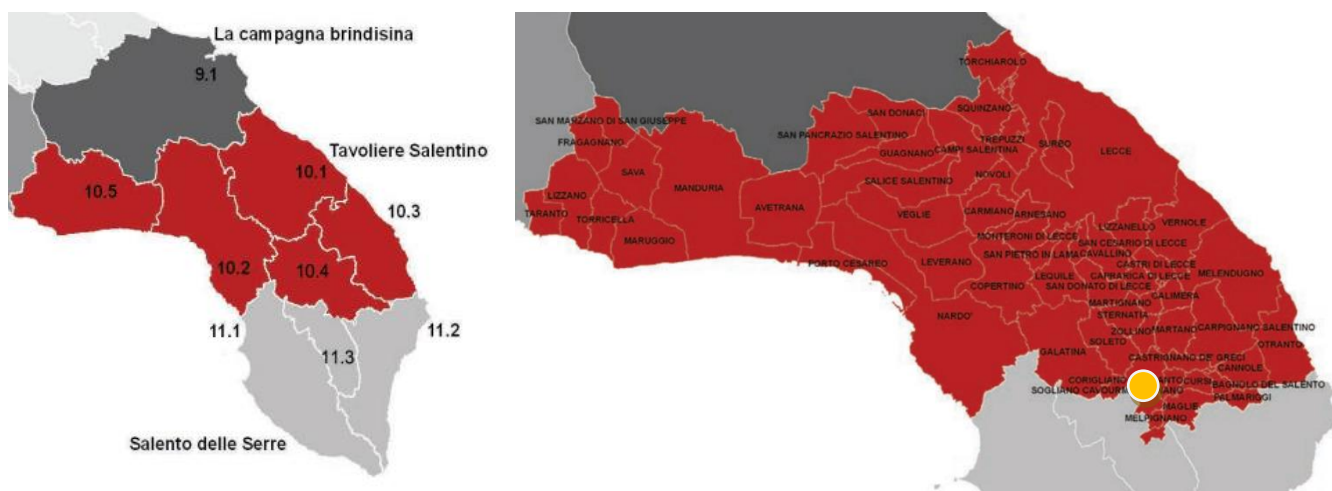 La campagna brindisina
9.1
Tavoliere Salentino
10.1
10.5
10.3
10.2
10.4
11.1
11.2
11.3
Salento delle Serre
TORCHIAROLO
SAN DONACI
SQUINZANO
SAN MARZANO DI SAN GIUSEPPE
SAN PANCRAZIO SALENTINO
TREPUZZI
FRAGAGNANO
SURBO
GUAGNANO
CAMPI SALENTINA
LECCE
SAVA
NOVOLI
MANDURIA
SALICE SALENTINO
LIZZANO
AVETRANA
TARANTO
TORRICELLA
VEGLIE
CARMIANO
ARNESANO
LIZZANELLO
VERNOLE
MARUGGIO
MONTERONI DI LECCE
SAN CESARIO DI LECCE
SAN PIETRO IN LAMA
CAVALLINO
PORTO CESAREO
LEVERANO
CASTRI DI LECCE
LEQUILE
CAPRARICA DI LECCE
MELENDUGNO
COPERTINO
SAN DONATO DI LECCE
CALIMERA
MARTIGNANO
NARDO'
STERNATIA
ZOLLINO
MARTANO
CARPIGNANO SALENTINO
SOLETO
OTRANTO
GALATINA
CASTRIGNANO DE' GRECI
CANNOLE
CORIGLIANO
CURSI
BAGNOLO DEL SALENTO
SOGLIANO CAVOUR
PALMARIGGI
MAGLIE
MELPIGNANO